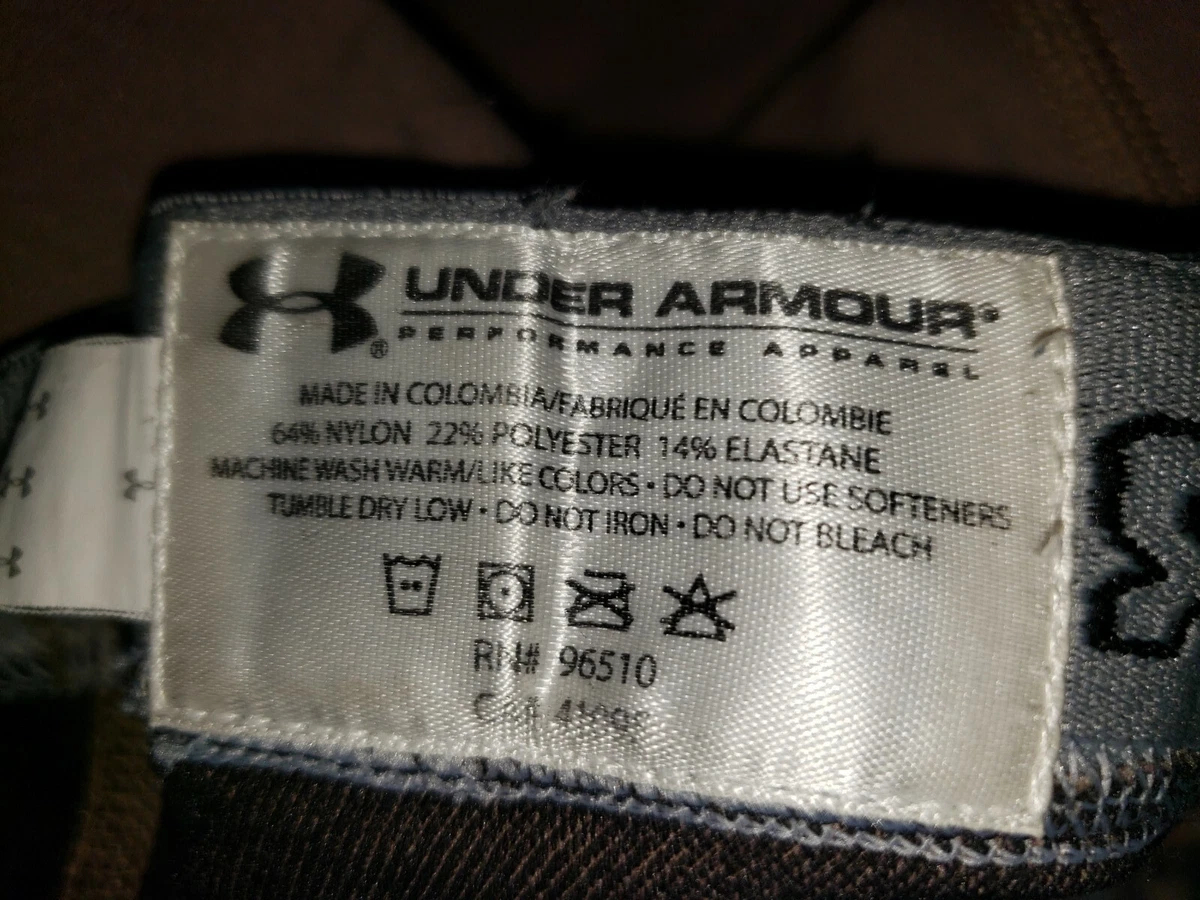 UNDER ARMOUR®
® PERFORMANCE APPAREL
MADE IN COLOMBIA/FABRIQUÉ EN COLOMBIE
64% NYLON 22% POLYESTER 14% ELASTANE
MACHINE WASH WARM/LIKE COLORS • DO NOT USE SOFTENERS
TUMBLE DRY LOW • DO NOT IRON • DO NOT BLEACH
RN# 96510